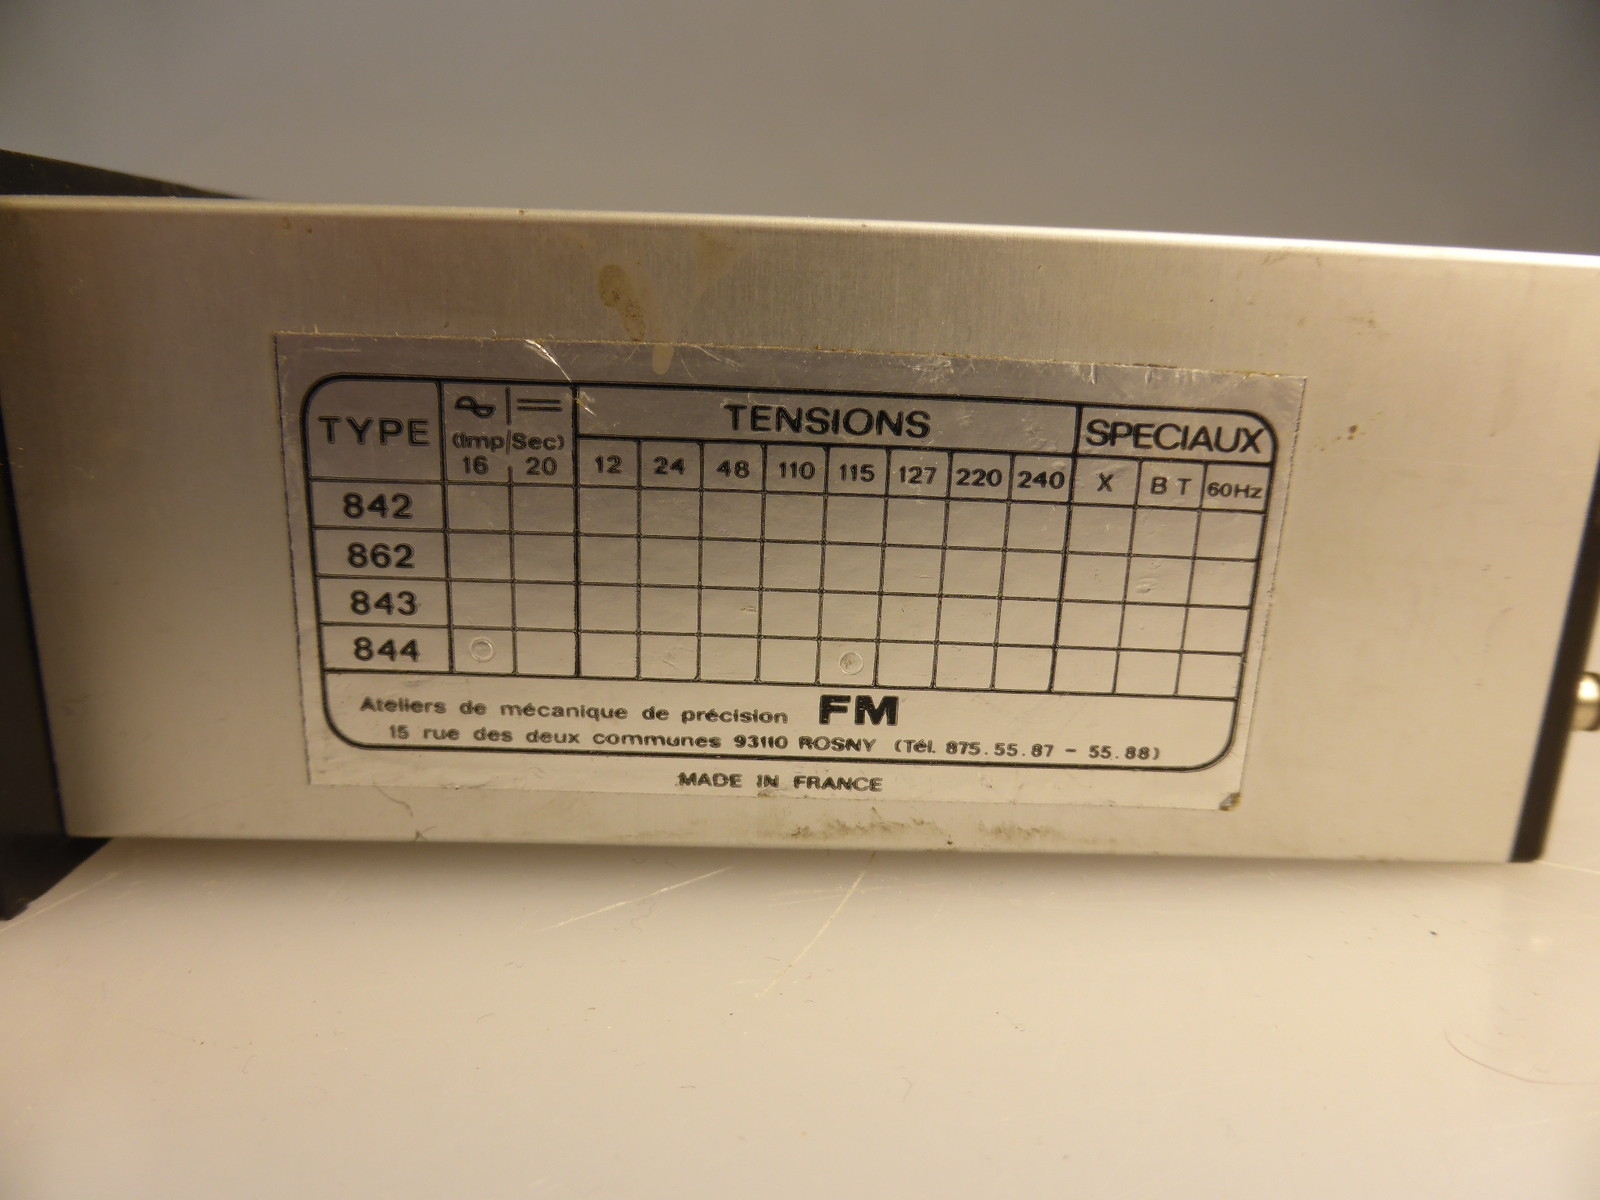 TYPE
(Imp/Sec)
16 20
TENSIONS
12 24 48 110 115 127 220 240
SPECIAUX
X B T 60Hz
842
862
843
844
Ateliers de mécanique de précision FM
15 rue des deux communes 93110 ROSNY (Tél. 875.55.87 - 55.88)
MADE IN FRANCE